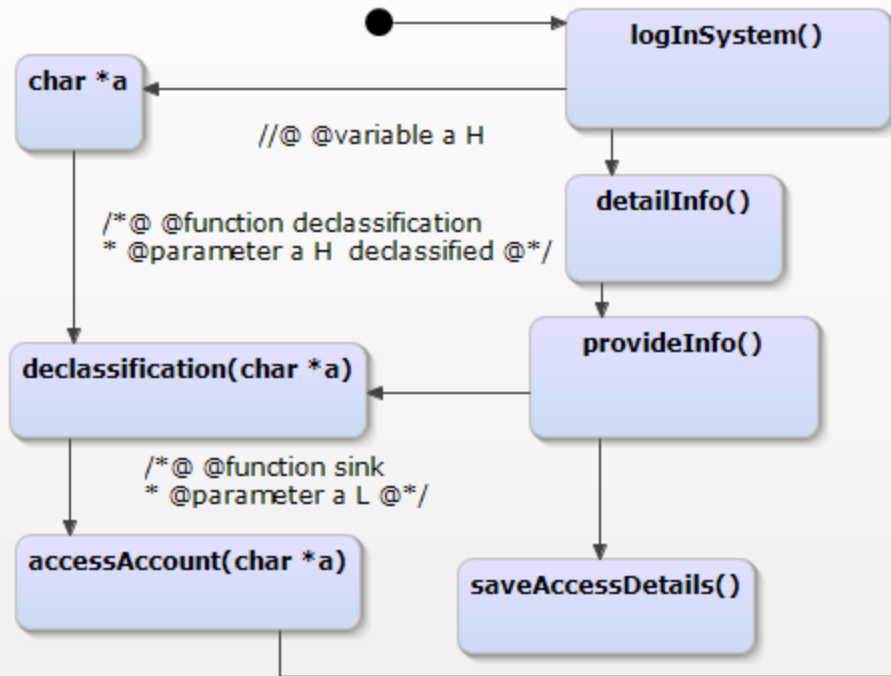 logInSystem()
char *a
//@ @variable a H
detailInfo()
/*@ @function declassification
* @parameter a H  declassified @*/
provideInfo()
declassification(char *a)
/*@ @function sink
* @parameter a L @*/
accessAccount(char *a)
saveAccessDetails()